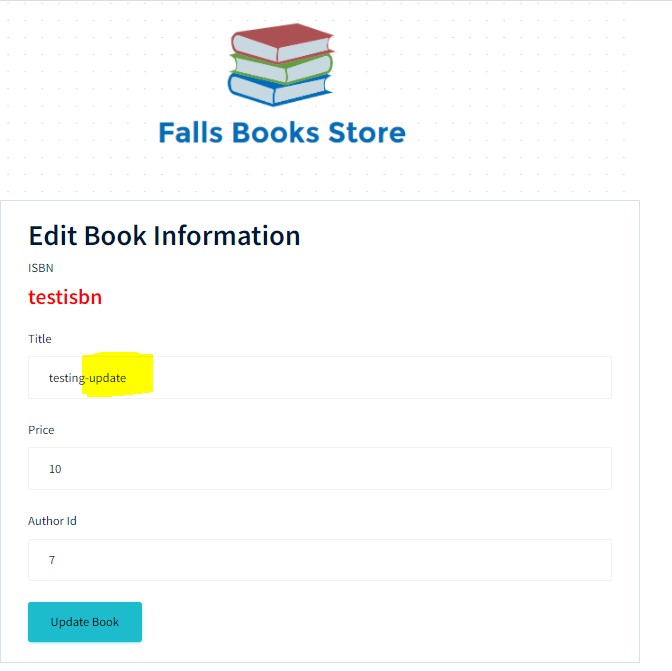 Falls Books Store
Edit Book Information
ISBN
testisbn
Title
testing-update
Price
10
Author Id
7
Update Book